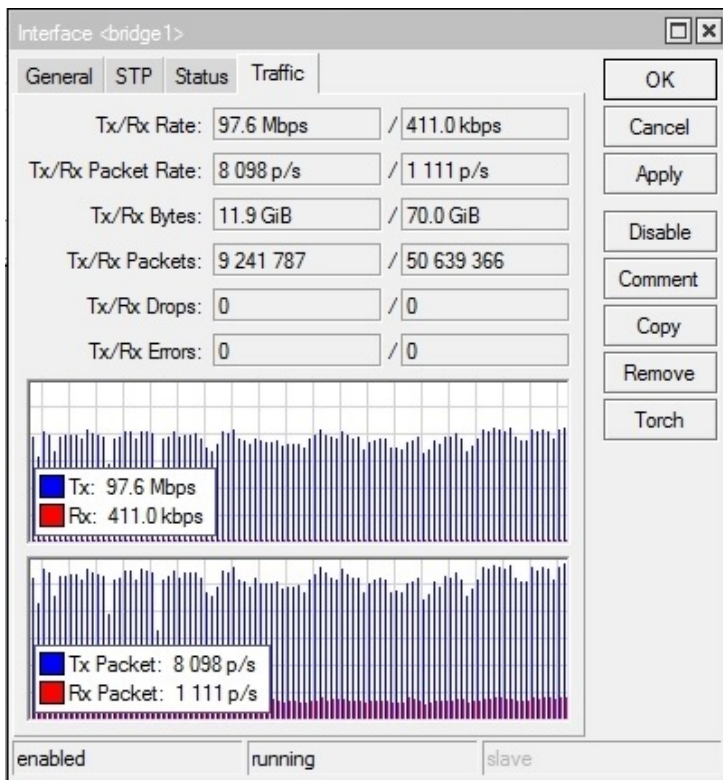 Interface <bridge1>
General STP Status Traffic
Tx/Rx Rate: 97.6 Mbps / 411.0 kbps
Tx/Rx Packet Rate: 8 098 p/s / 1 111 p/s
Tx/Rx Bytes: 11.9 GiB / 70.0 GiB
Tx/Rx Packets: 9 241 787 / 50 639 366
Tx/Rx Drops: 0 / 0
Tx/Rx Errors: 0 / 0
Tx: 97.6 Mbps
Rx: 411.0 kbps
Tx Packet: 8 098 p/s
Rx Packet: 1 111 p/s
OK
Cancel
Apply
Disable
Comment
Copy
Remove
Torch
enabled running slave